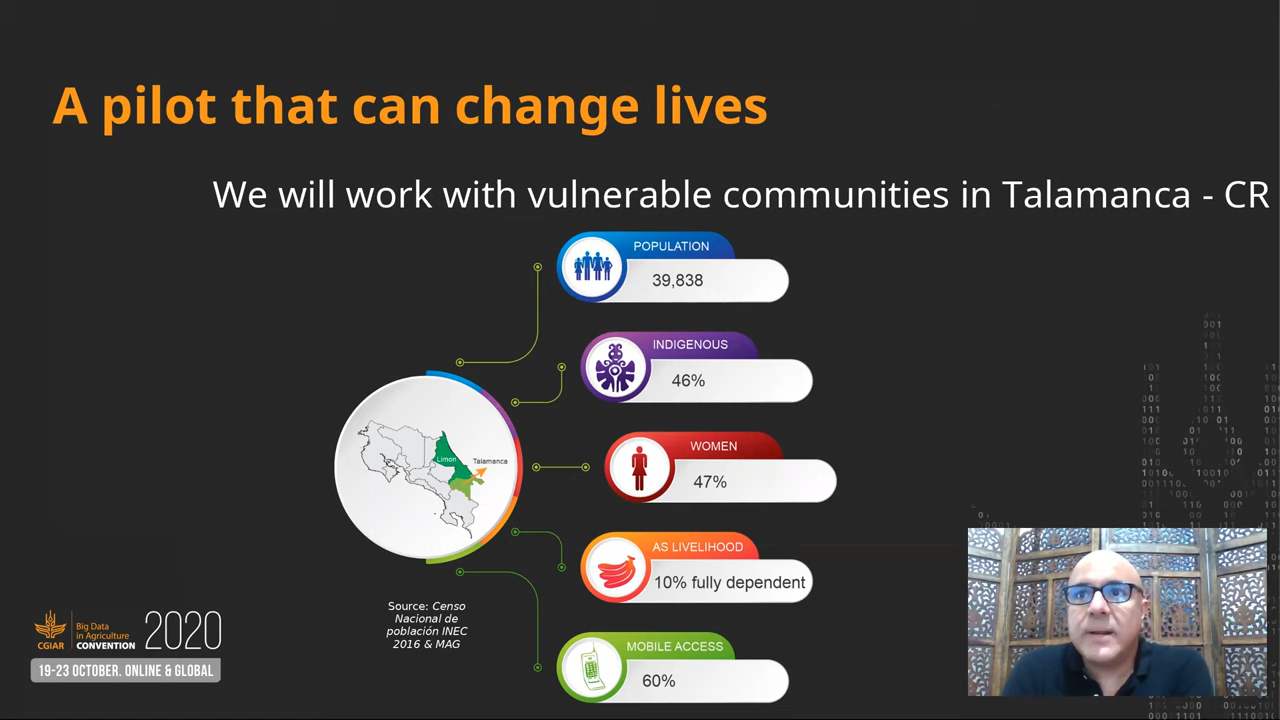 A pilot that can change lives
We will work with vulnerable communities in Talamanca - CR
POPULATION
39,838
INDIGENOUS
46%
WOMEN
47%
AS LIVELIHOOD
10% fully dependent
MOBILE ACCESS
60%
Limon
Talamanca
Source: Censo
Nacional de
población INEC
2016 & MAG
CGIAR
Big Data
in Agriculture
CONVENTION
2020
19-23 OCTOBER. ONLINE & GLOBAL